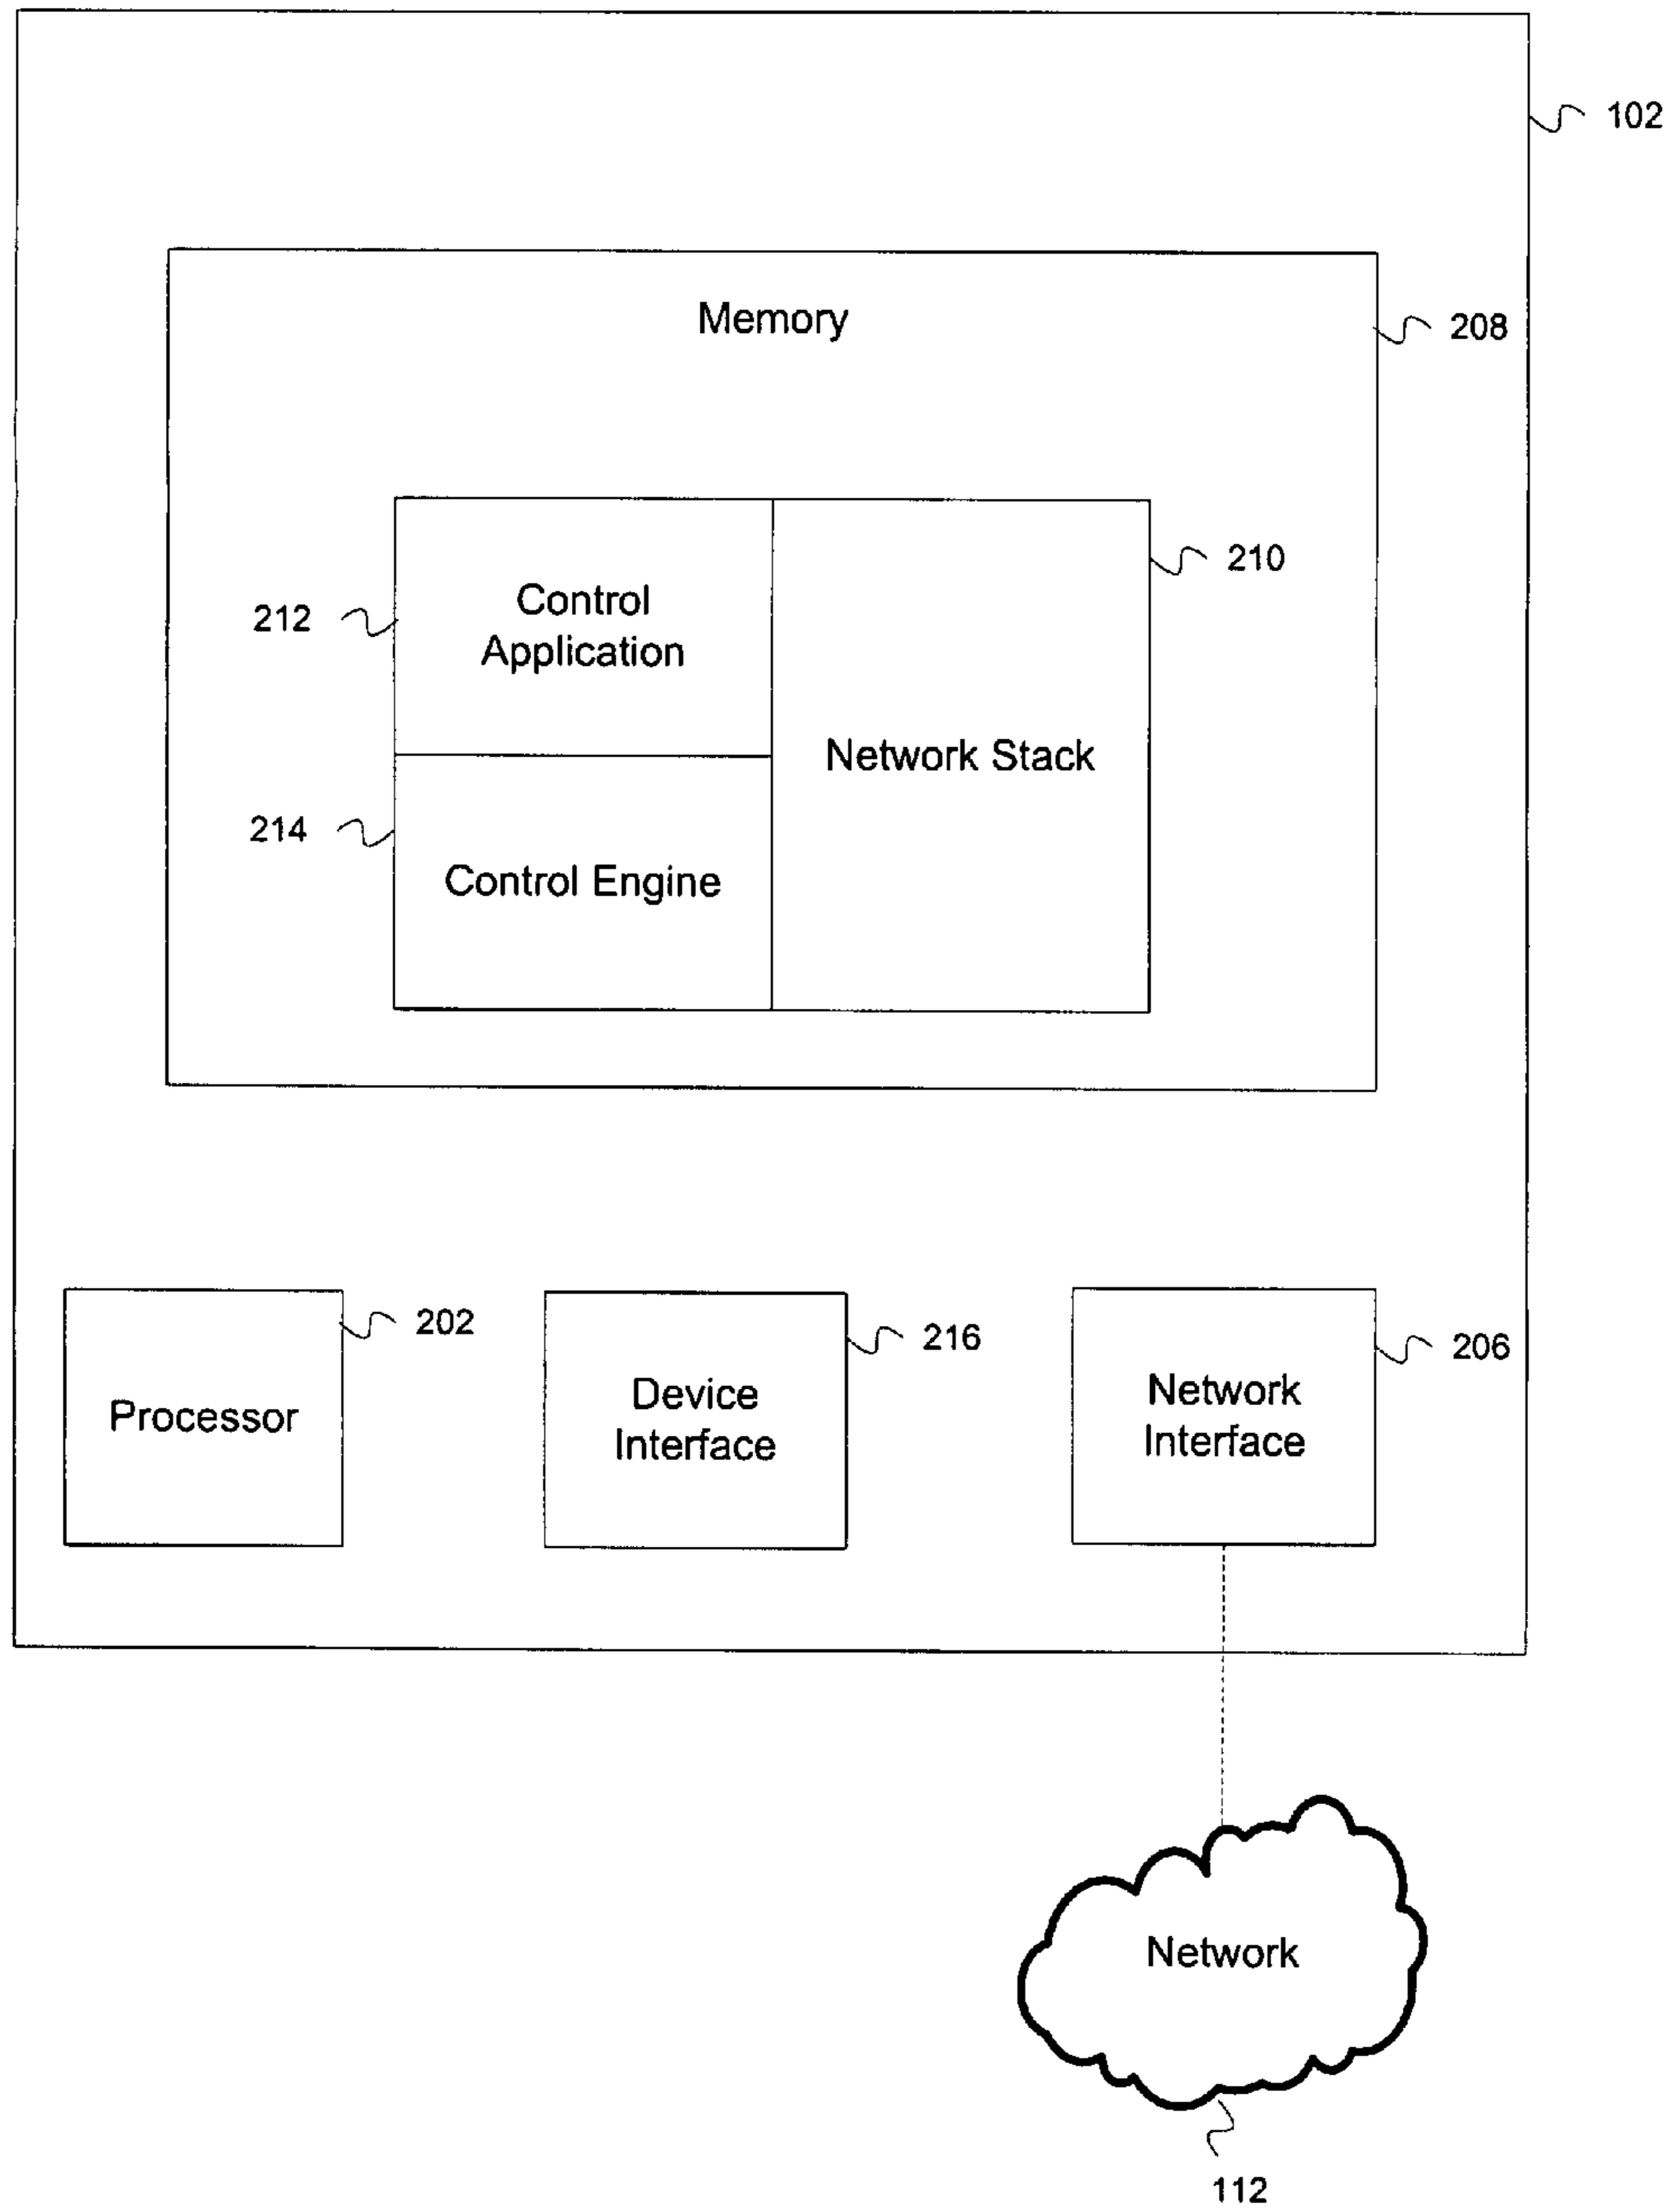 102
Memory
208
210
212
Control
Application
Network Stack
214
Control Engine
202
216
206
Processor
Device
Interface
Network
Interface
Network
112